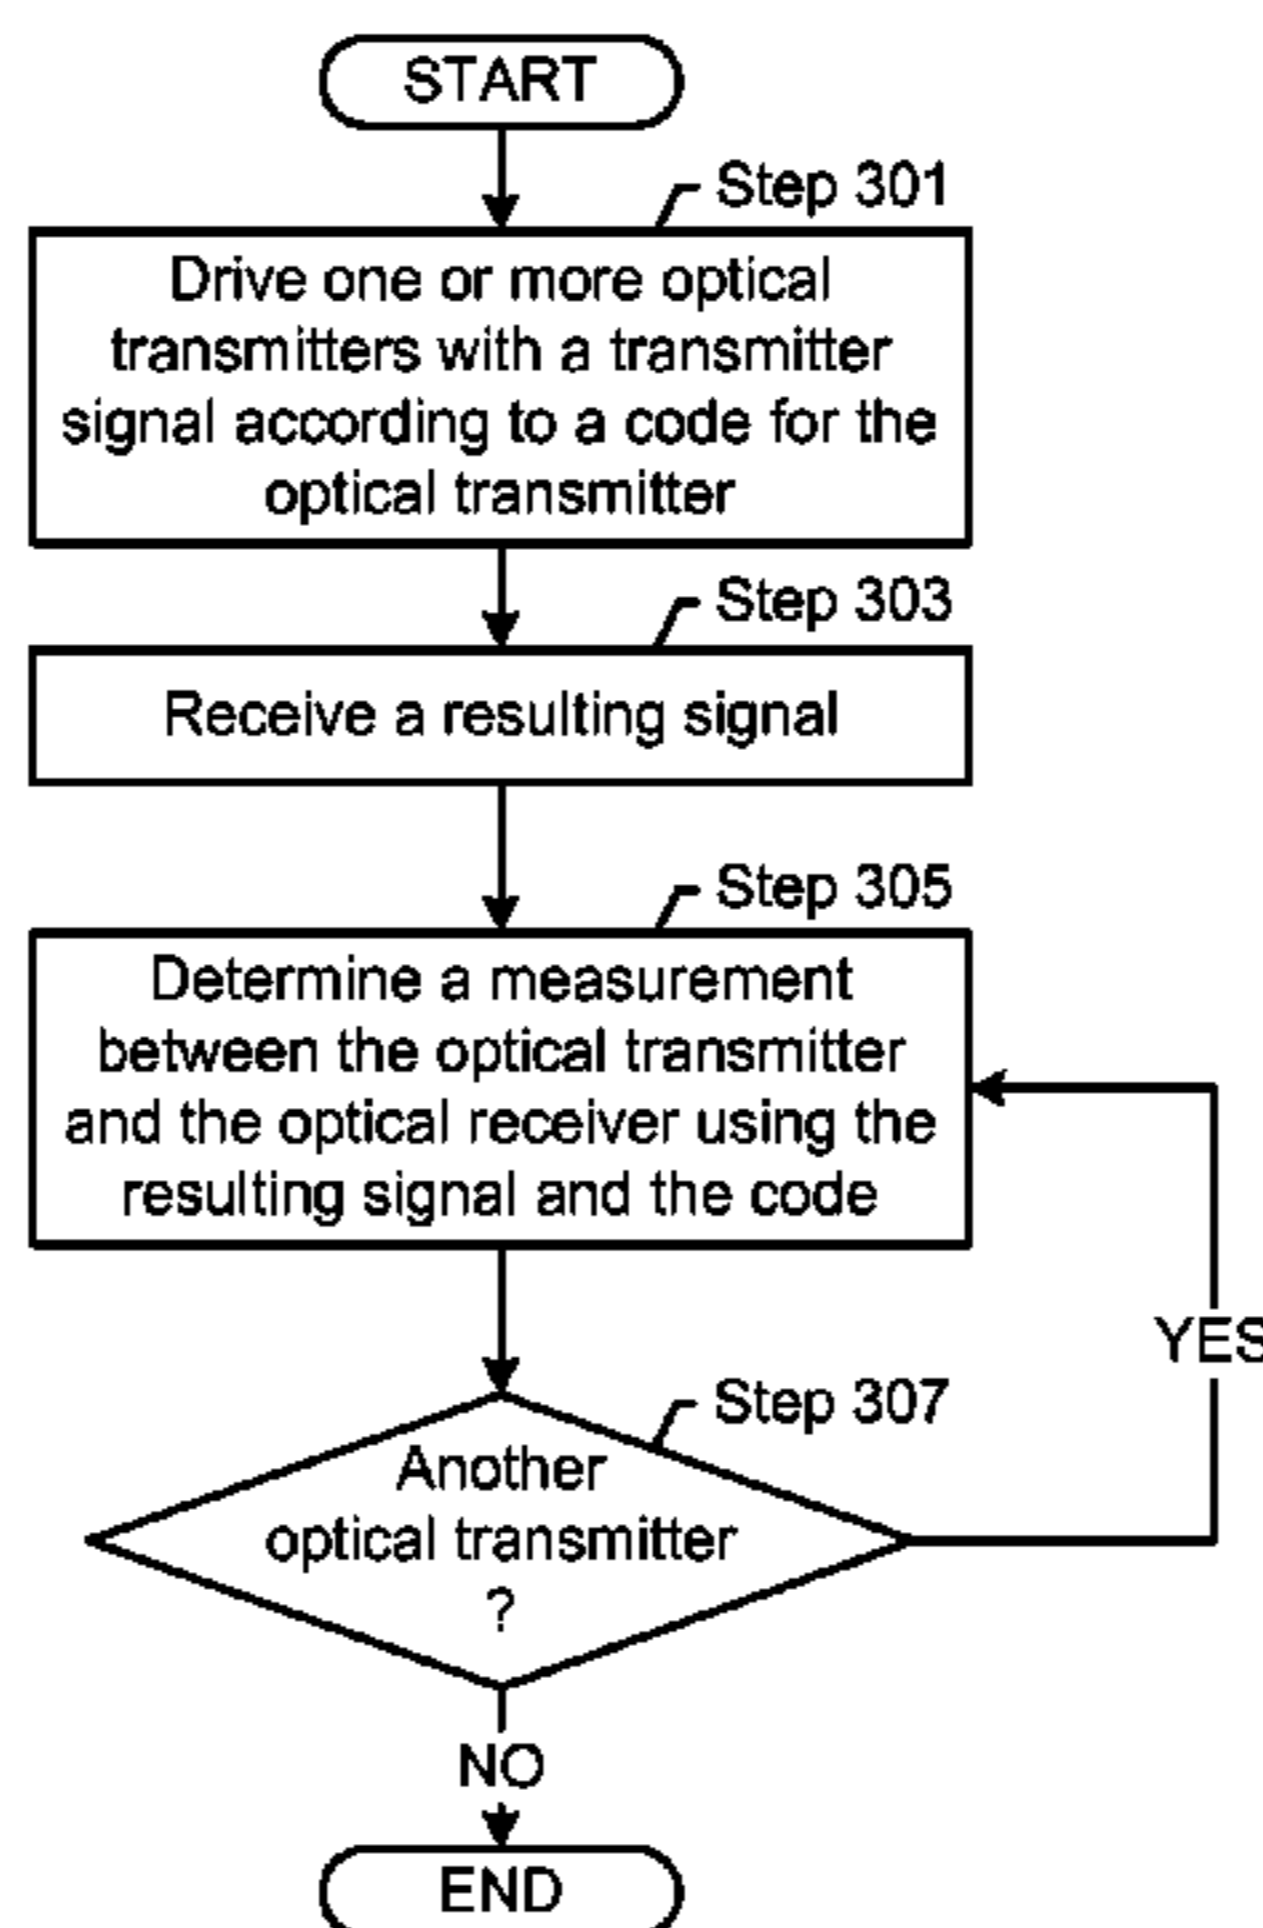 START
Step 301
Drive one or more optical
transmitters with a transmitter
signal according to a code for the
optical transmitter
Step 303
Receive a resulting signal
Step 305
Determine a measurement
between the optical transmitter
and the optical receiver using the
resulting signal and the code
Step 307
Another
optical transmitter
?
YES
NO
END